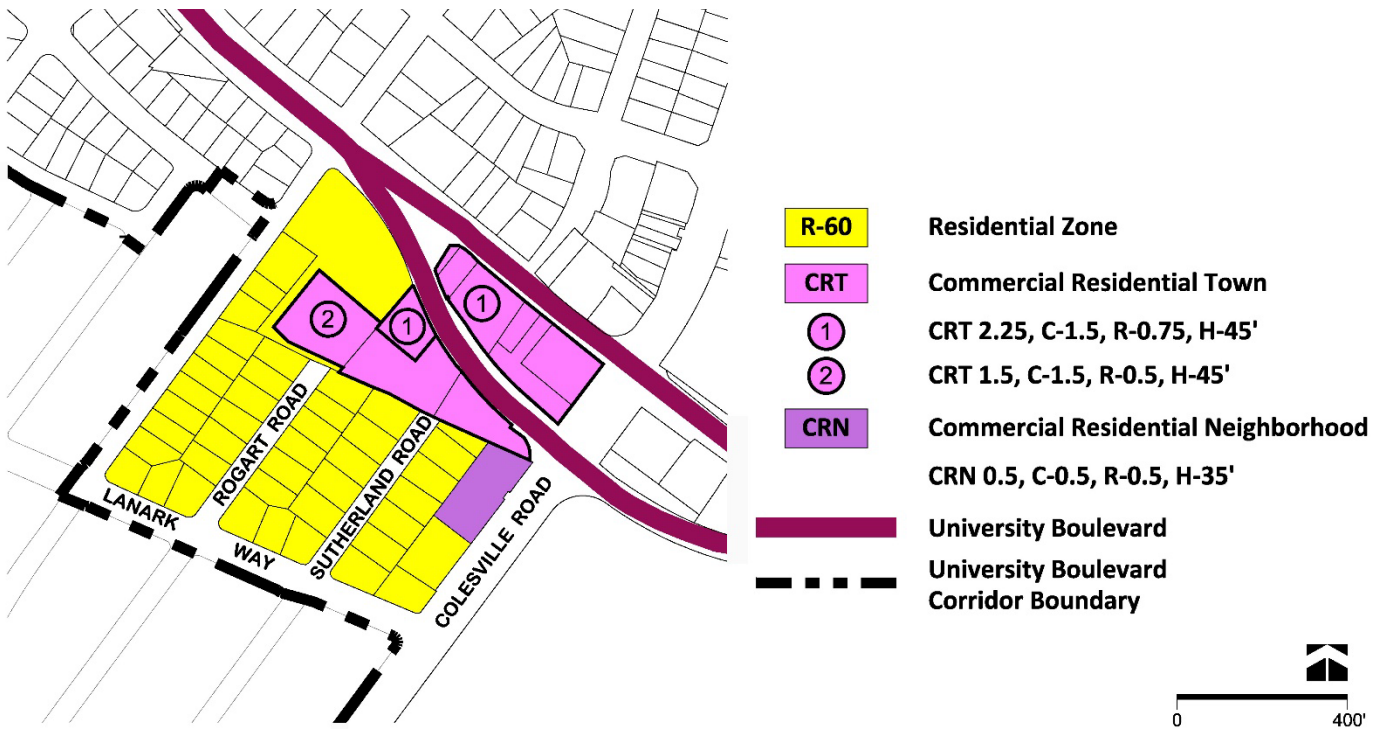 2
1
1
ROGART ROAD
SUTHERLAND ROAD
LANARK
WAY
COLESVILLE ROAD
R-60 Residential Zone
CRT Commercial Residential Town
1 CRT 2.25, C-1.5, R-0.75, H-45'
2 CRT 1.5, C-1.5, R-0.5, H-45'
CRN Commercial Residential Neighborhood
CRN 0.5, C-0.5, R-0.5, H-35'
University Boulevard
University Boulevard
Corridor Boundary
0 400'